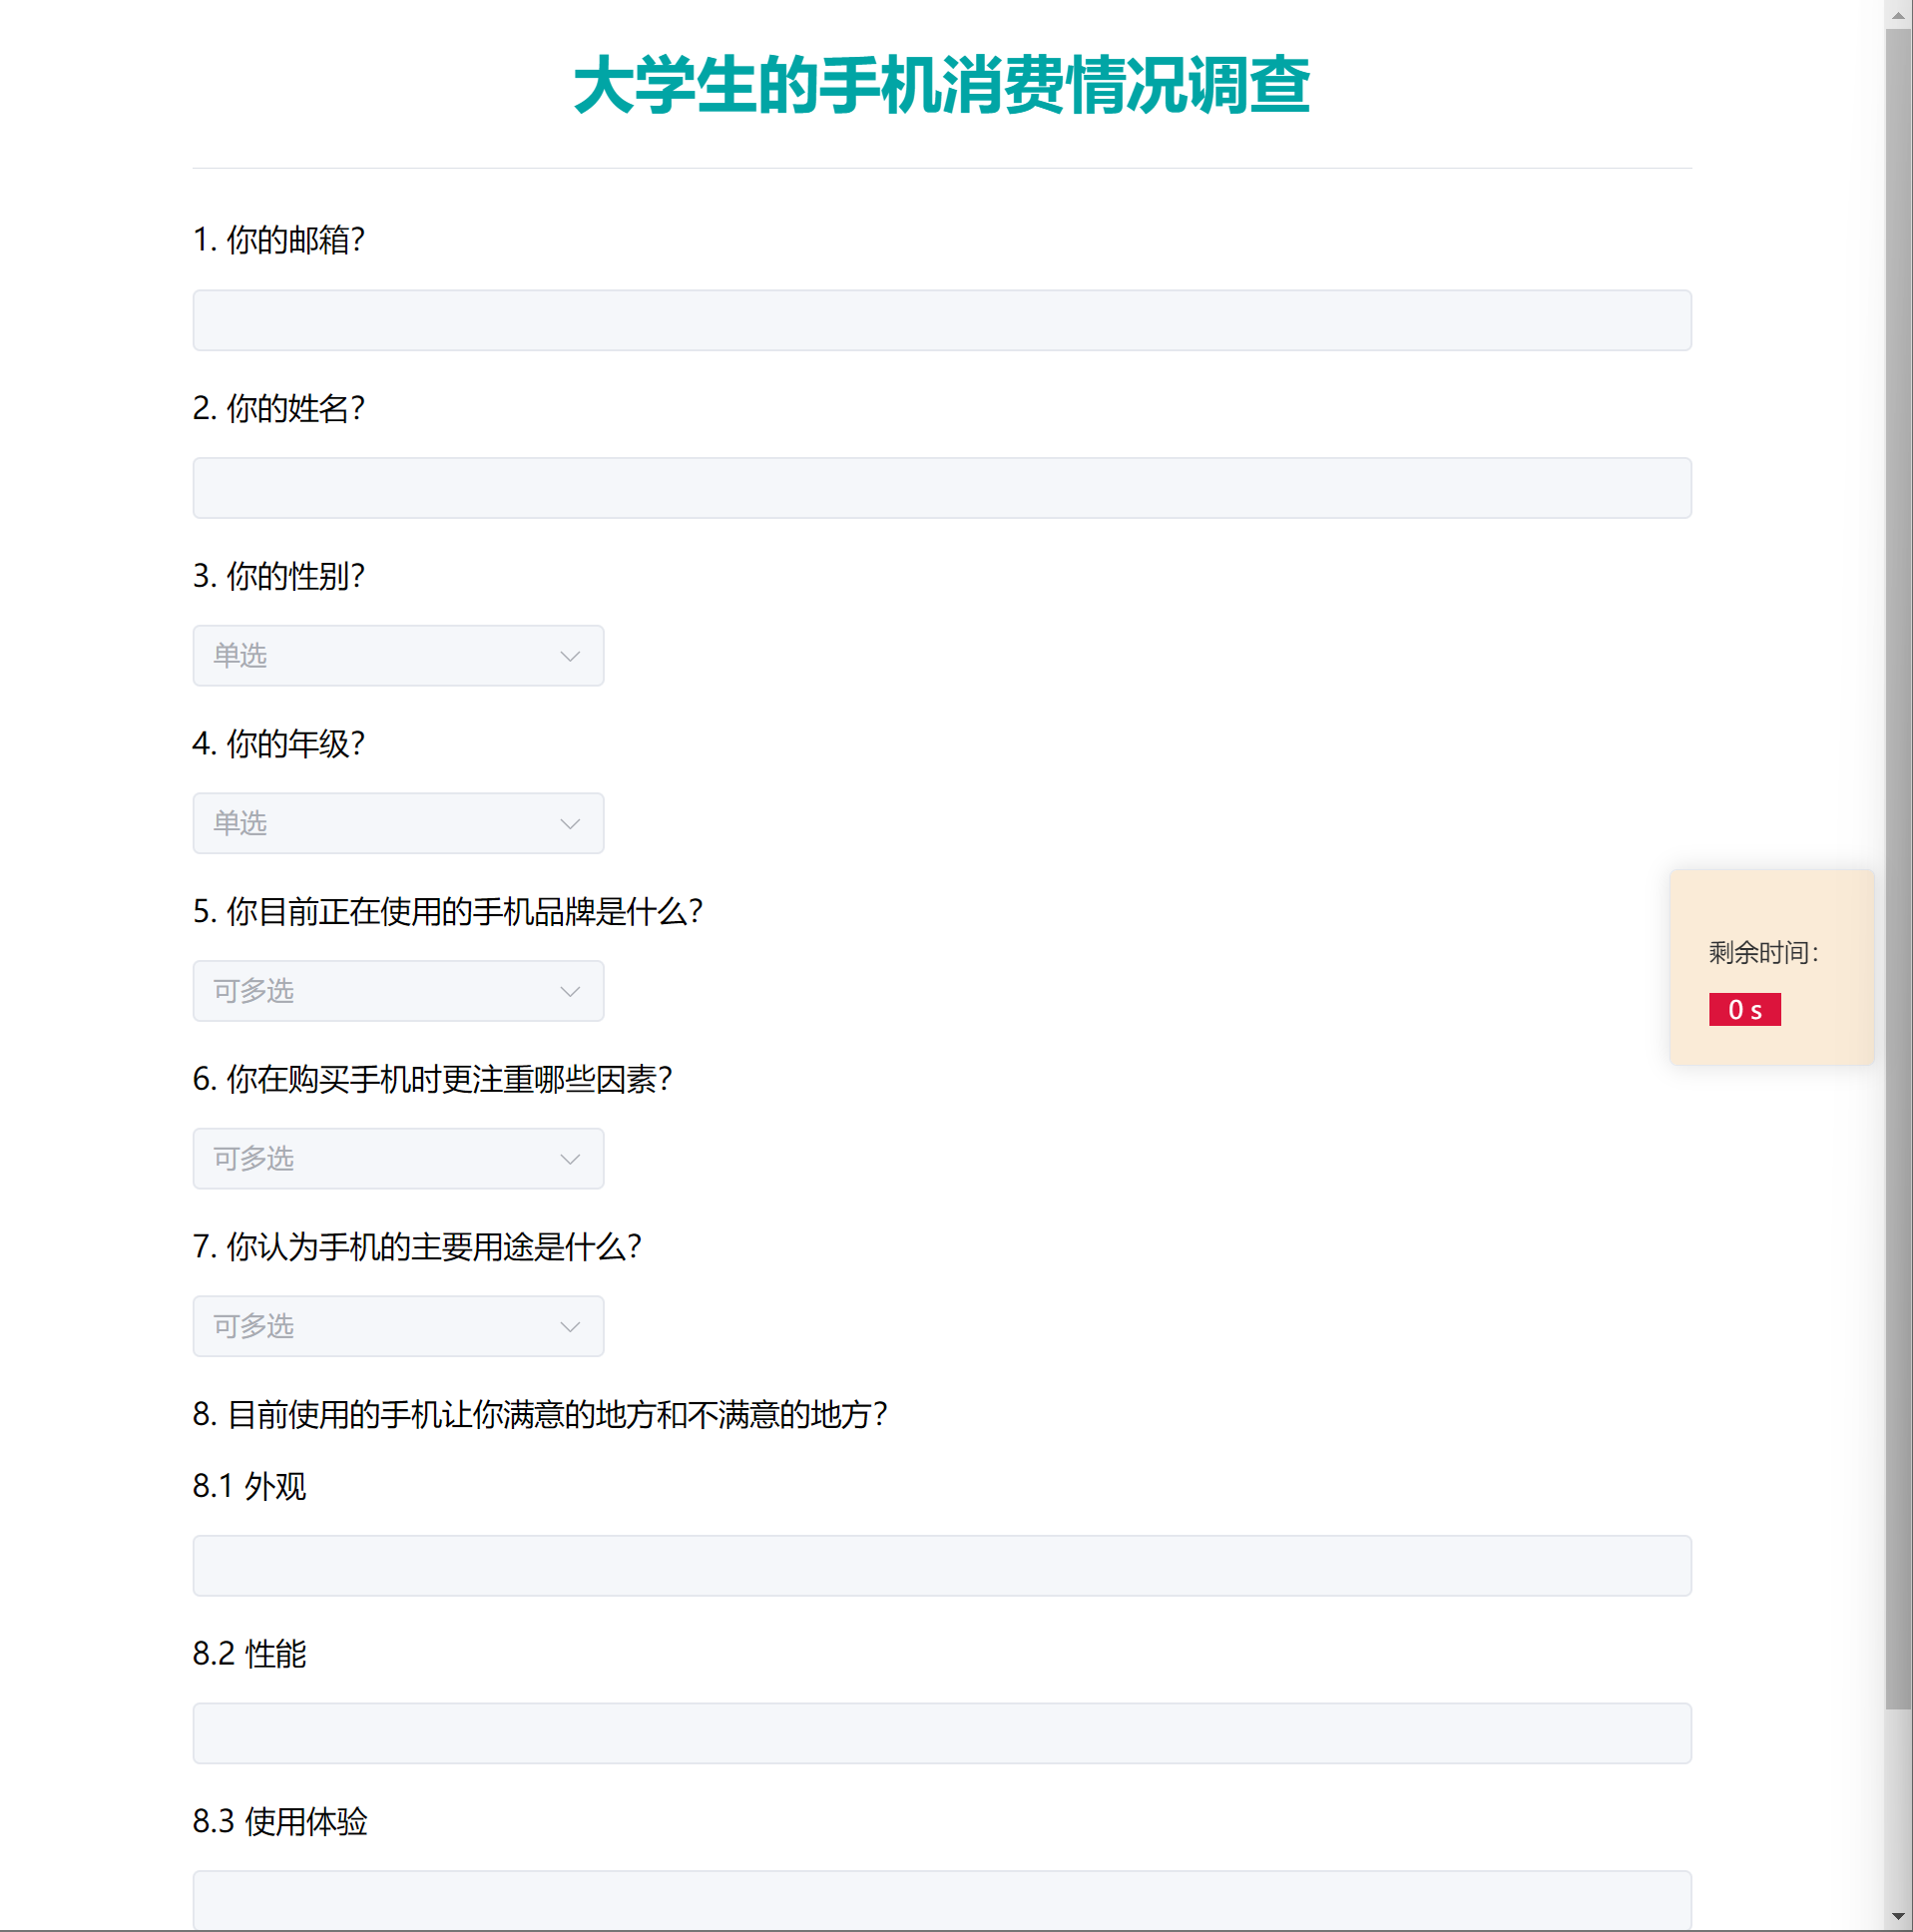 大学生的手机消费情况调查
1. 你的邮箱？
2. 你的姓名？
3. 你的性别？
单选
4. 你的年级？
单选
5. 你目前正在使用的手机品牌是什么？
可多选
剩余时间：
0 s
6. 你在购买手机时更注重哪些因素？
可多选
7. 你认为手机的主要用途是什么？
可多选
8. 目前使用的手机让你满意的地方和不满意的地方？
8.1 外观
8.2 性能
8.3 使用体验